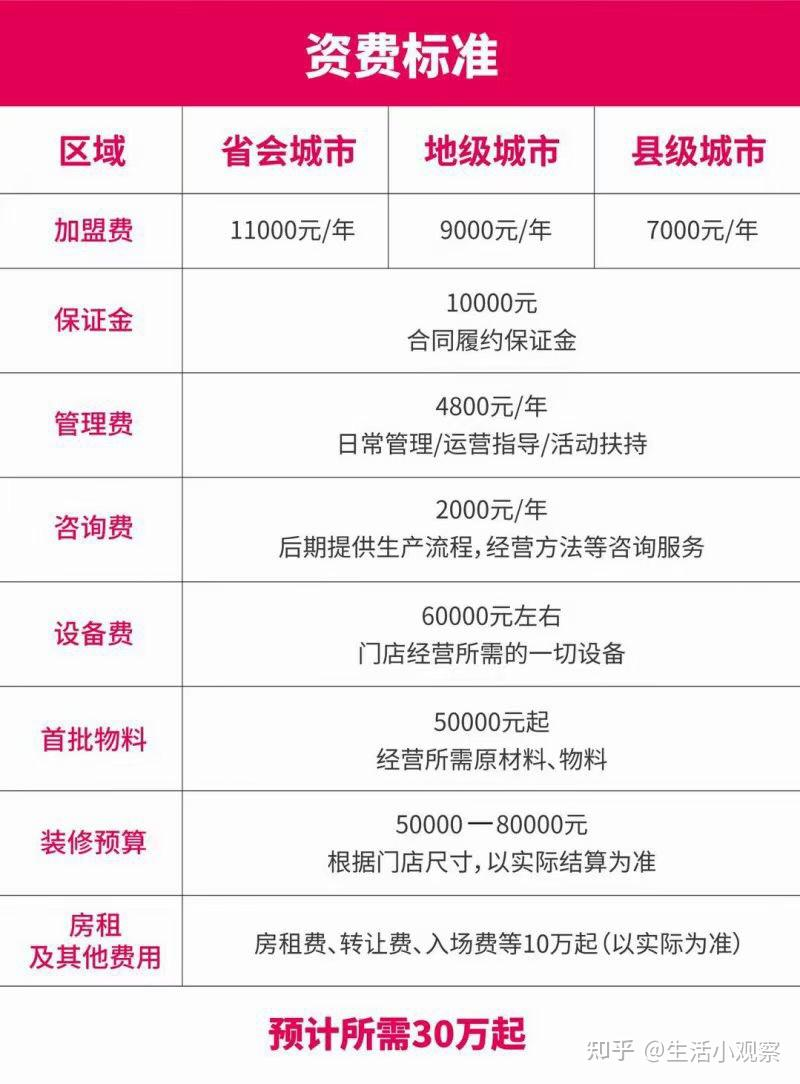 资费标准
区域 省会城市 地级城市 县级城市
加盟费 11000元/年 9000元/年 7000元/年
保证金
10000元
合同履约保证金
管理费
4800元/年
日常管理/运营指导/活动扶持
咨询费
2000元/年
后期提供生产流程,经营方法等咨询服务
设备费
60000元左右
门店经营所需的一切设备
首批物料
50000元起
经营所需原材料、物料
装修预算
50000一80000元
根据门店尺寸,以实际结算为准
房租
及其他费用
房租费、转让费、入场费等10万起(以实际为准)
预计所需30万起
知乎 @生活小观察